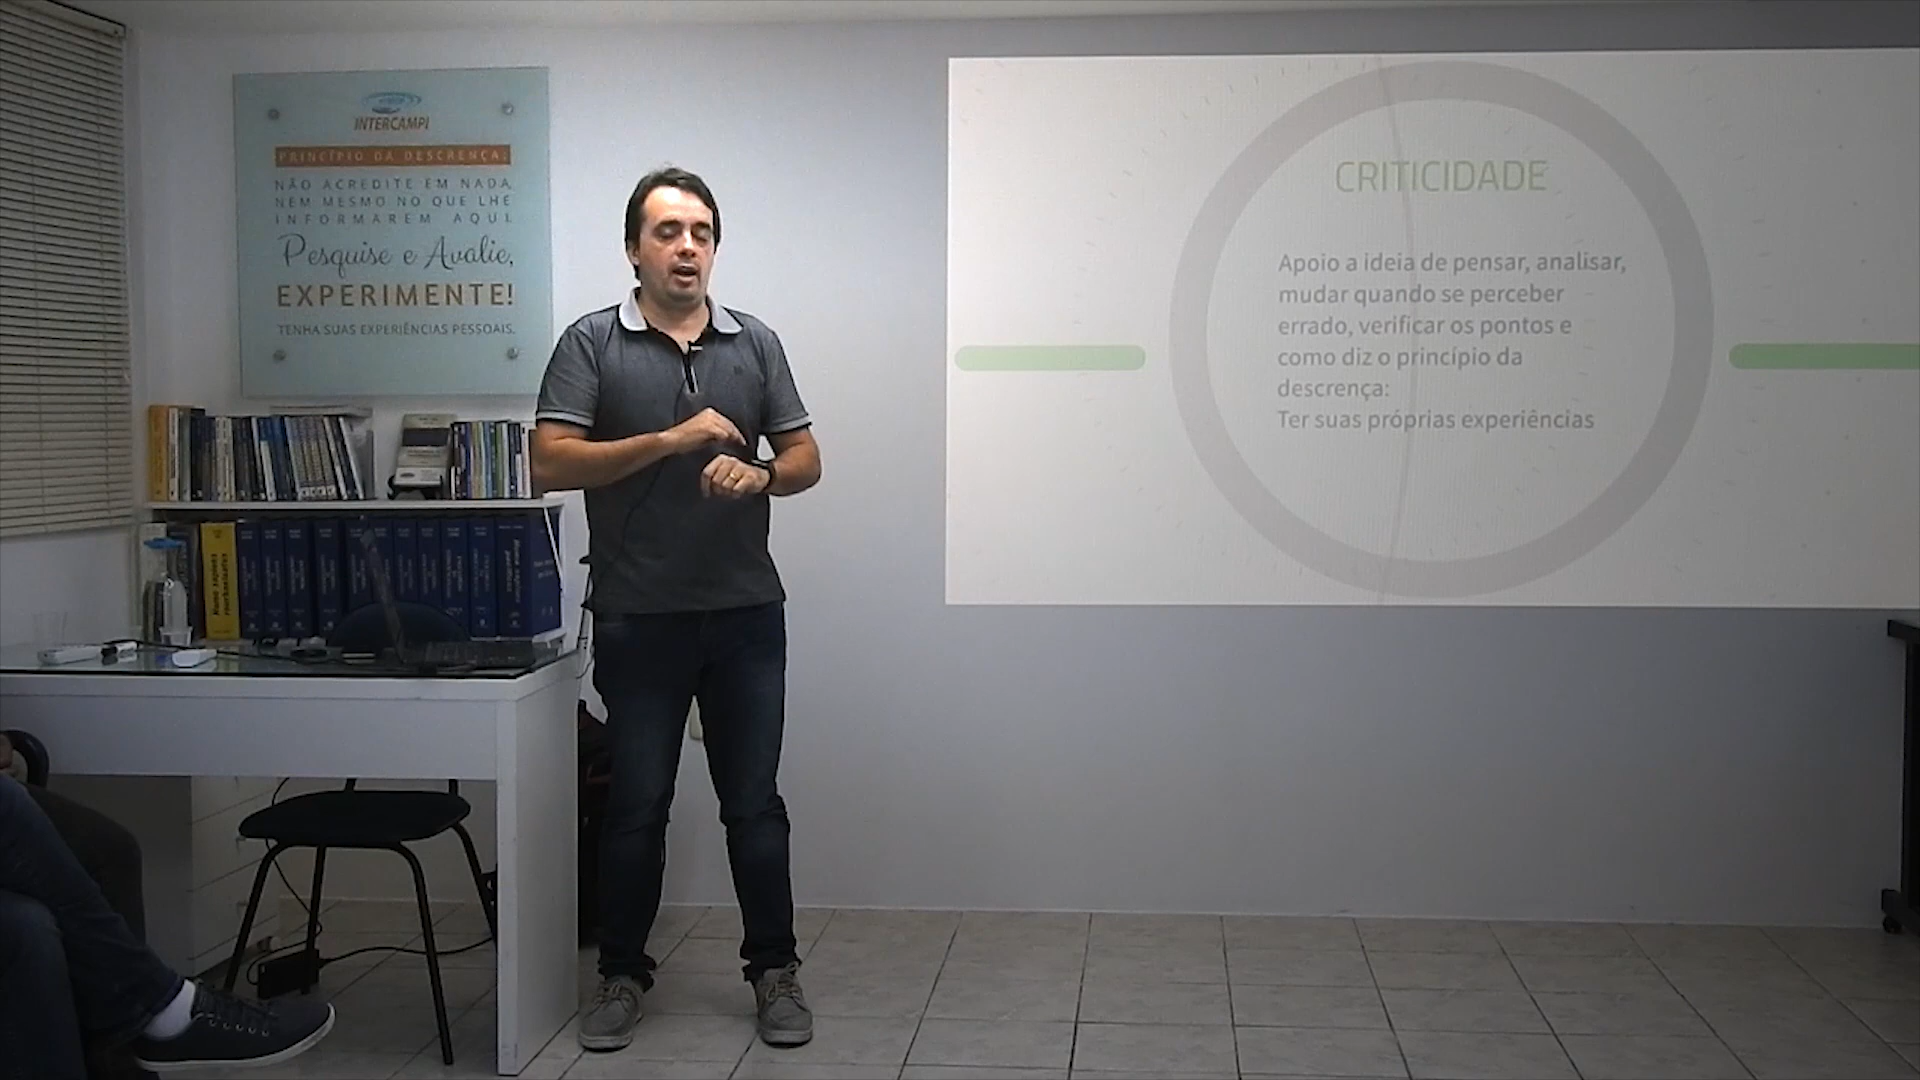 INTERCAMPI
PRINCÍPIO DA DESCRENÇA:
NÃO ACREDITE EM NADA,
NEM MESMO NO QUE LHE
INFORMAREM AQUI.
Pesquise e Avalie,
EXPERIMENTE!
TENHA SUAS EXPERIÊNCIAS PESSOAIS.
CRITICIDADE
Apoio a ideia de pensar, analisar,
mudar quando se perceber
errado, verificar os pontos e
como diz o princípio da
descrença:
Ter suas próprias experiências
Homo sapiens